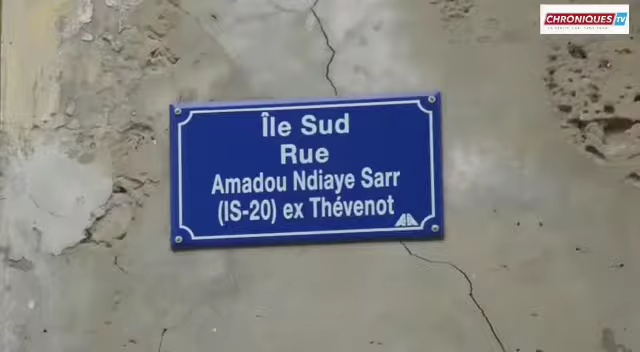 CHRONIQUES TV
Île Sud
Rue
Amadou Ndiaye Sarr
(IS-20) ex Thévenot